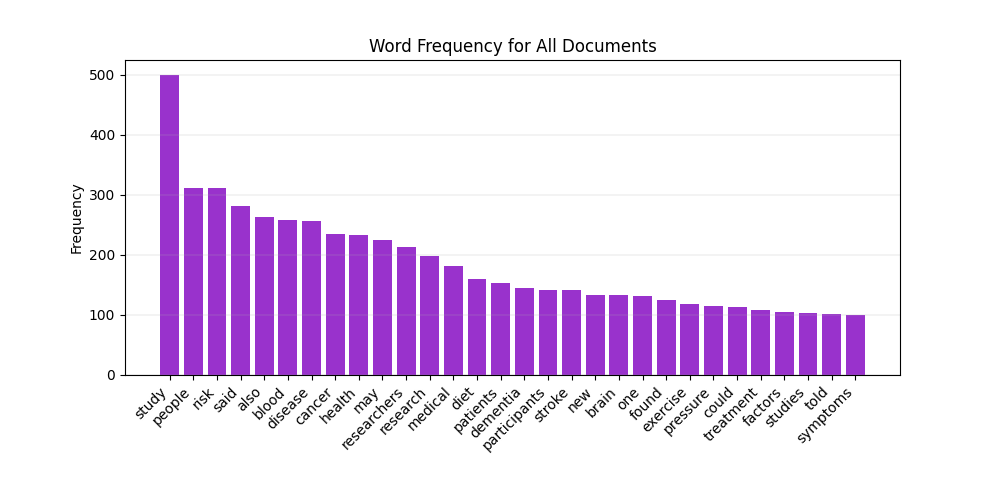 Word Frequency for All Documents
Frequency
500
400
300
200
100
0
study
people
risk
said
also
blood
disease
cancer
health
may
researchers
research
medical
diet
patients
dementia
participants
stroke
new
brain
one
found
exercise
pressure
could
treatment
factors
studies
told
symptoms